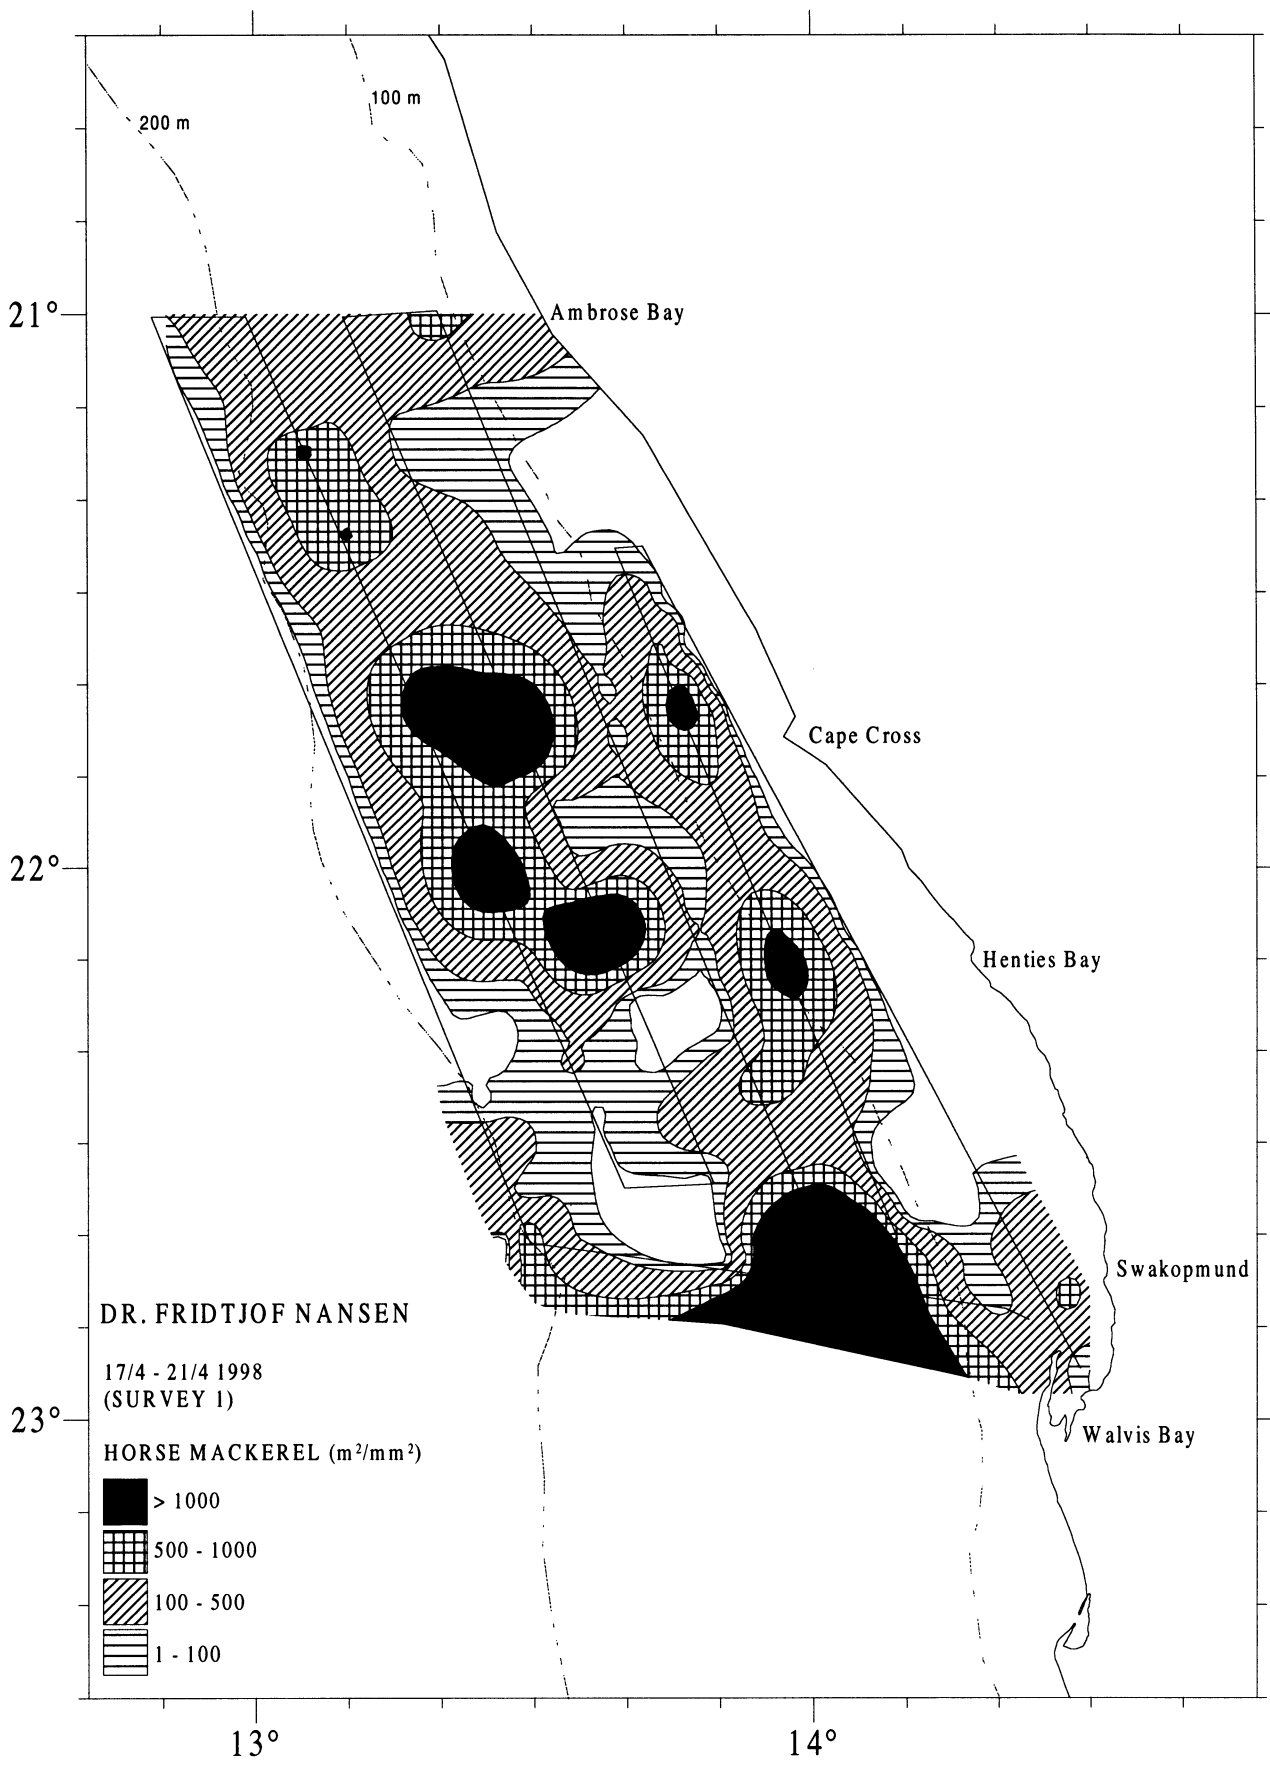 100 m
200 m
21°
Ambrose Bay
Cape Cross
22°
Henties Bay
Swakopmund
DR. FRIDTJOF NANSEN
17/4 - 21/4 1998
(SURVEY 1)
23°
Walvis Bay
HORSE MACKEREL (m²/mm²)
> 1000
500 - 1000
100 - 500
1 - 100
13°
14°